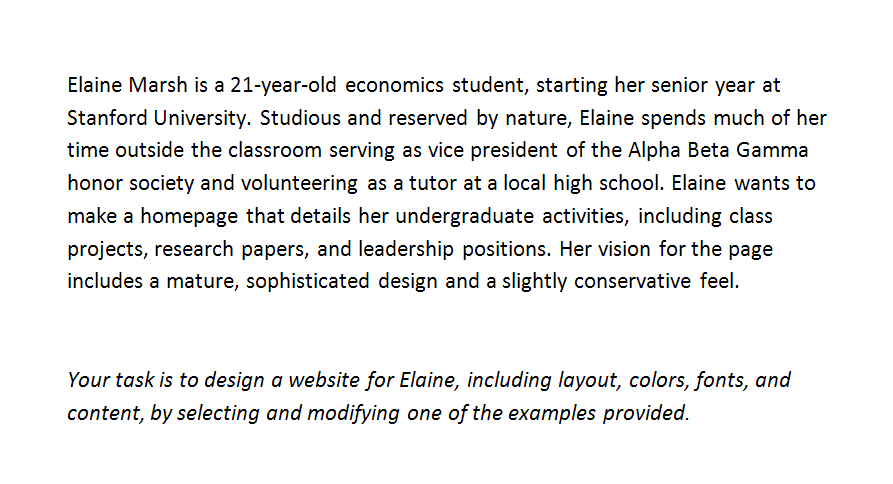 Elaine Marsh is a 21-year-old economics student, starting her senior year at
Stanford University. Studious and reserved by nature, Elaine spends much of her
time outside the classroom serving as vice president of the Alpha Beta Gamma
honor society and volunteering as a tutor at a local high school. Elaine wants to
make a homepage that details her undergraduate activities, including class
projects, research papers, and leadership positions. Her vision for the page
includes a mature, sophisticated design and a slightly conservative feel.
Your task is to design a website for Elaine, including layout, colors, fonts, and
content, by selecting and modifying one of the examples provided.